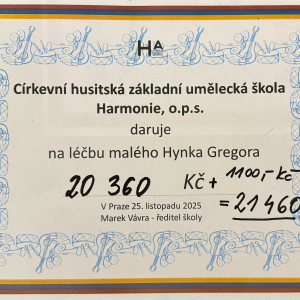 HA
Církevní husitská základní umělecká škola
Harmonie, o.p.s.
daruje
na léčbu malého Hynka Gregora
20 360 Kč + 1100,- Kč
= 21 460
V Praze 25. listopadu 2025
Marek Vávra - ředitel školy